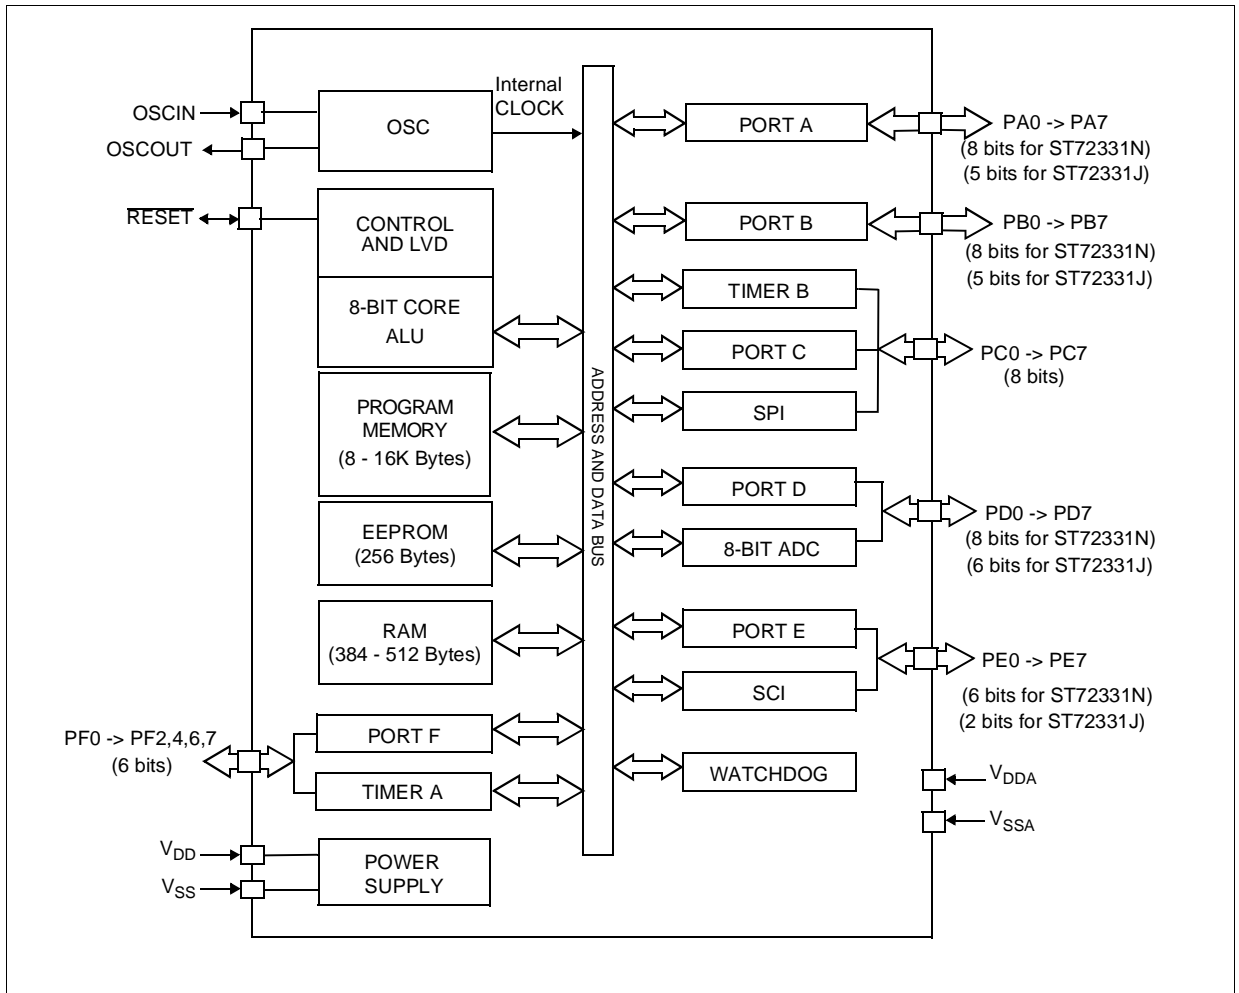 OSCIN
OSCOUT
RESET
OSC
Internal
CLOCK
CONTROL
AND LVD
8-BIT CORE
ALU
PROGRAM
MEMORY
(8 - 16K Bytes)
EEPROM
(256 Bytes)
RAM
(384 - 512 Bytes)
PF0 -> PF2,4,6,7
(6 bits)
PORT F
TIMER A
VDD
VSS
POWER
SUPPLY
ADDRESS AND DATA BUS
PORT A
PA0 -> PA7
(8 bits for ST72331N)
(5 bits for ST72331J)
PORT B
PB0 -> PB7
(8 bits for ST72331N)
(5 bits for ST72331J)
TIMER B
PORT C
SPI
PC0 -> PC7
(8 bits)
PORT D
8-BIT ADC
PD0 -> PD7
(8 bits for ST72331N)
(6 bits for ST72331J)
PORT E
SCI
PE0 -> PE7
(6 bits for ST72331N)
(2 bits for ST72331J)
WATCHDOG
VDDA
VSSA